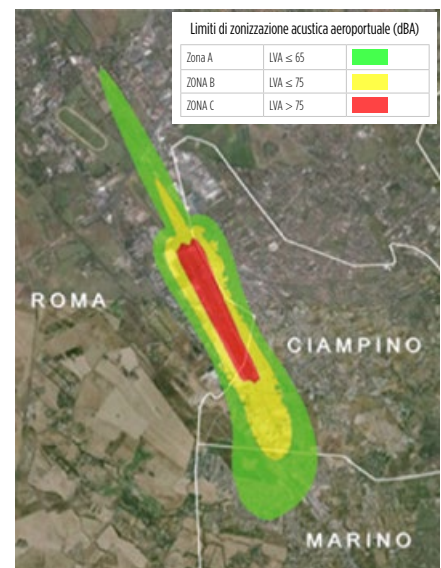 Limiti di zonizzazione acustica aeroportuale (dBA)
Zona A LVA ≤ 65
ZONA B LVA ≤ 75
ZONA C LVA > 75
ROMA
CIAMPINO
MARINO